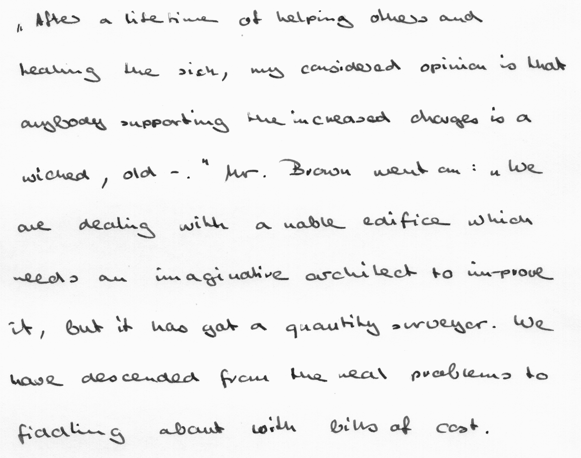 „After a lifetime of helping others and
healing the sick, my considered opinion is that
anybody supporting the increased charges is a
wicked, old -." Mr. Brown went on: „We
are dealing with a noble edifice which
needs an imaginative architect to improve
it, but it has got a quantity surveyor. We
have descended from the real problems to
fiddling about with bills of cost.